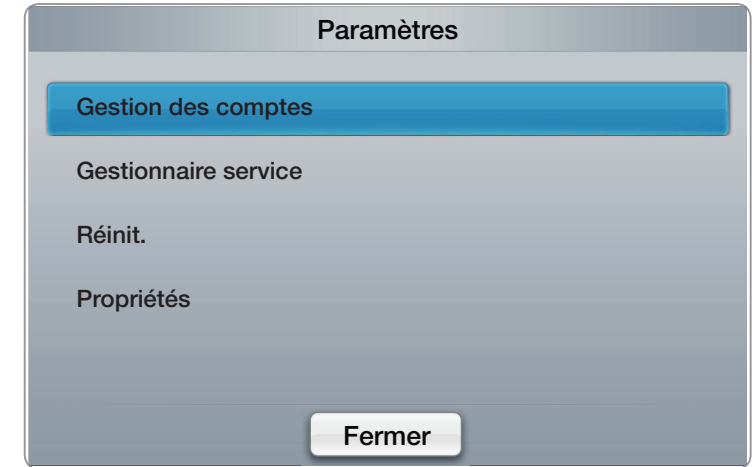 Paramètres
Gestion des comptes
Gestionnaire service
Réinit.
Propriétés
Fermer